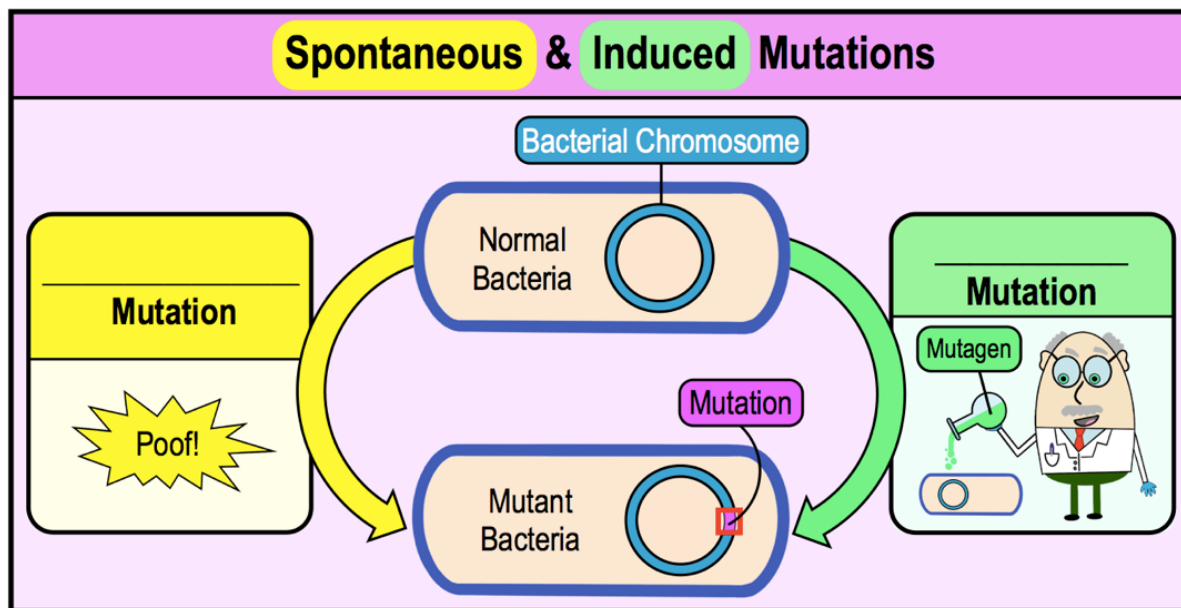 Spontaneous & Induced Mutations
Bacterial Chromosome
Normal
Bacteria
Mutation
Poof!
Mutation
Mutagen
Mutation
Mutant
Bacteria